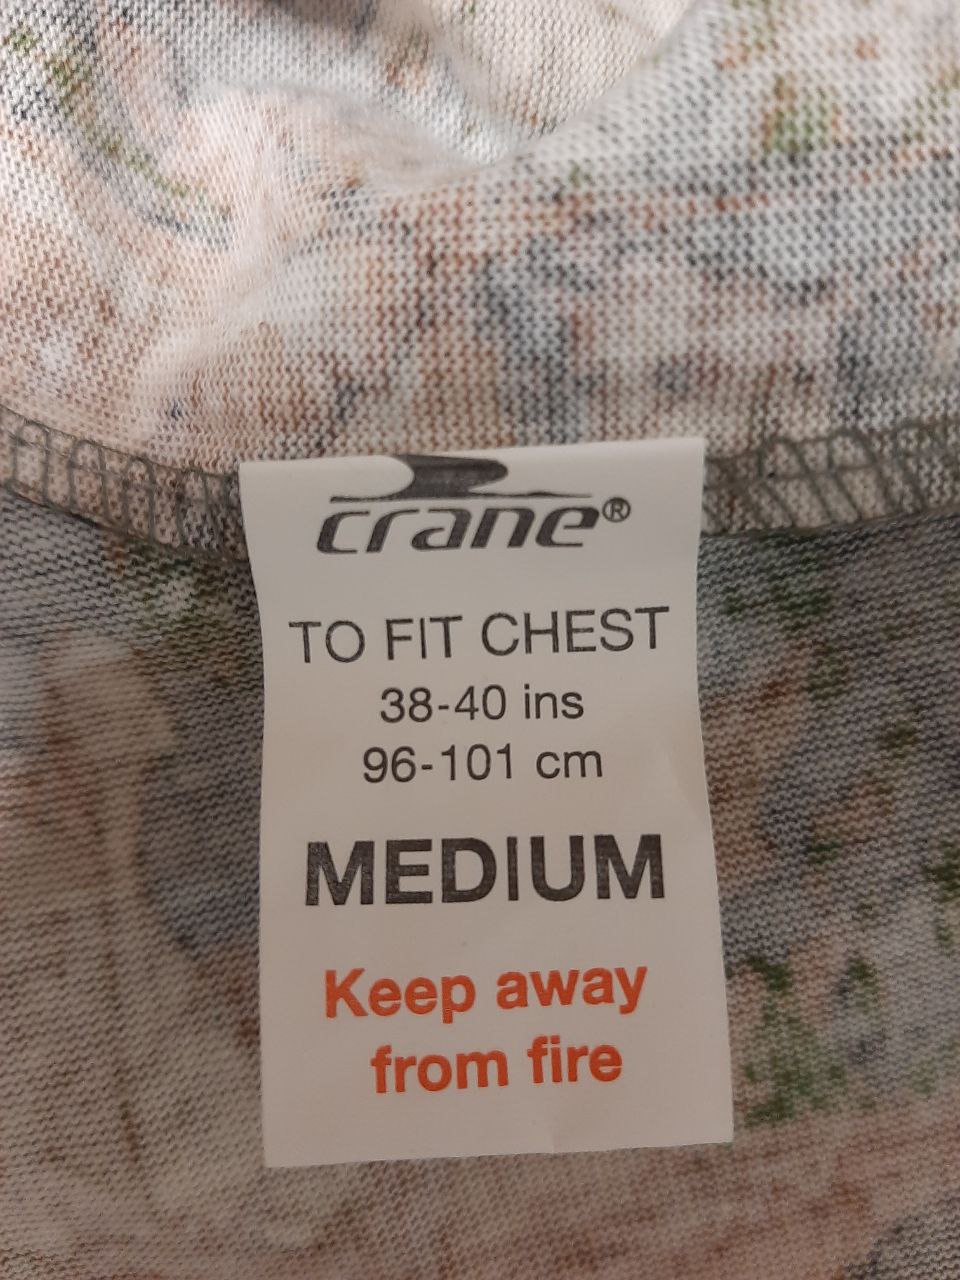 crane®
TO FIT CHEST
38-40 ins
96-101 cm
MEDIUM
Keep away
from fire